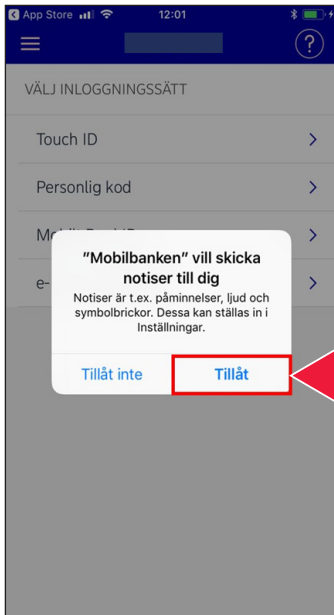 App Store 12:01
VÄLJ INLOGGNINGSSÄTT
Touch ID
Personlig kod
"Mobilbanken" vill skicka
notiser till dig
Notiser är t.ex. påminnelser, ljud och
symbolbrickor. Dessa kan ställas in i
Inställningar.
Tillåt inte Tillåt